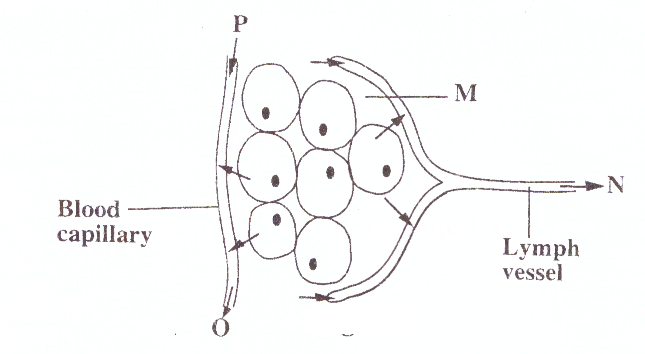 P
M
N
Blood
capillary
Lymph
vessel
O